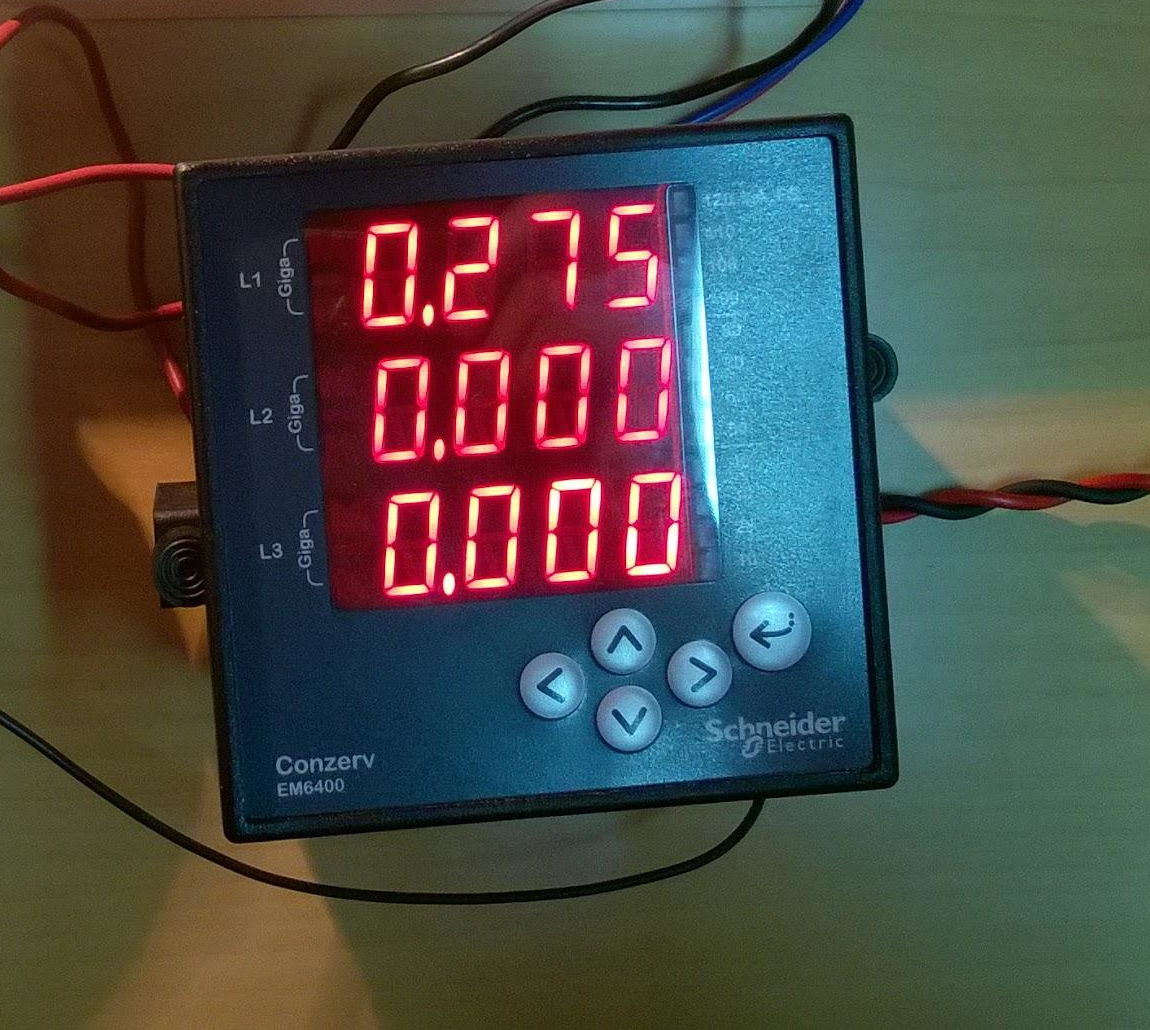 L1 Giga 0.275
L2 Giga 0.000
L3 Giga 0.000
Schneider
Electric
Conzerv
EM6400